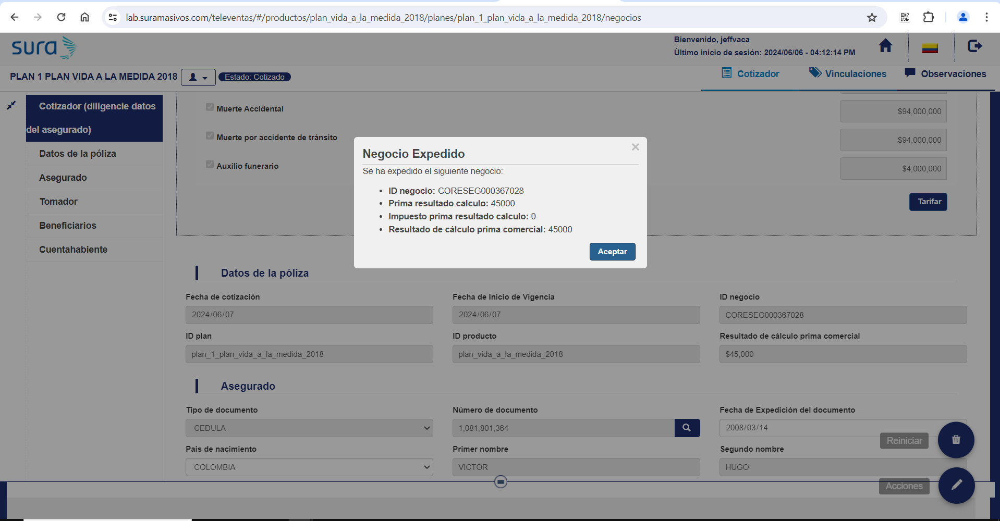 lab.suramasivos.com/televentas/#/productos/plan_vida_a_la_medida_2018/planes/plan_1_plan_vida_a_la_medida_2018/negocios
sura
Bienvenido, jeffvaca
Último inicio de sesión: 2024/06/06 - 04:12:14 PM
PLAN 1 PLAN VIDA A LA MEDIDA 2018
Estado: Cotizado
Cotizador
Vinculaciones
Observaciones
Cotizador (diligencie datos
del asegurado)
Datos de la póliza
Asegurado
Tomador
Beneficiarios
Cuentahabiente
Muerte Accidental
$94,000,000
Muerte por accidente de tránsito
$94,000,000
Auxilio funerario
$4,000,000
Tarifar
Negocio Expedido
×
Se ha expedido el siguiente negocio:
• ID negocio: CORESEG000367028
• Prima resultado calculo: 45000
• Impuesto prima resultado calculo: 0
• Resultado de cálculo prima comercial: 45000
Aceptar
Datos de la póliza
Fecha de cotización
Fecha de Inicio de Vigencia
ID negocio
2024/06/07
2024/06/07
CORESEG000367028
ID plan
ID producto
Resultado de cálculo prima comercial
plan_1_plan_vida_a_la_medida_2018
plan_vida_a_la_medida_2018
$45,000
Asegurado
Tipo de documento
Número de documento
Fecha de Expedición del documento
CEDULA
1,081,801,364
2008/03/14
Reiniciar
Pais de nacimiento
Primer nombre
Segundo nombre
COLOMBIA
VICTOR
HUGO
Acciones